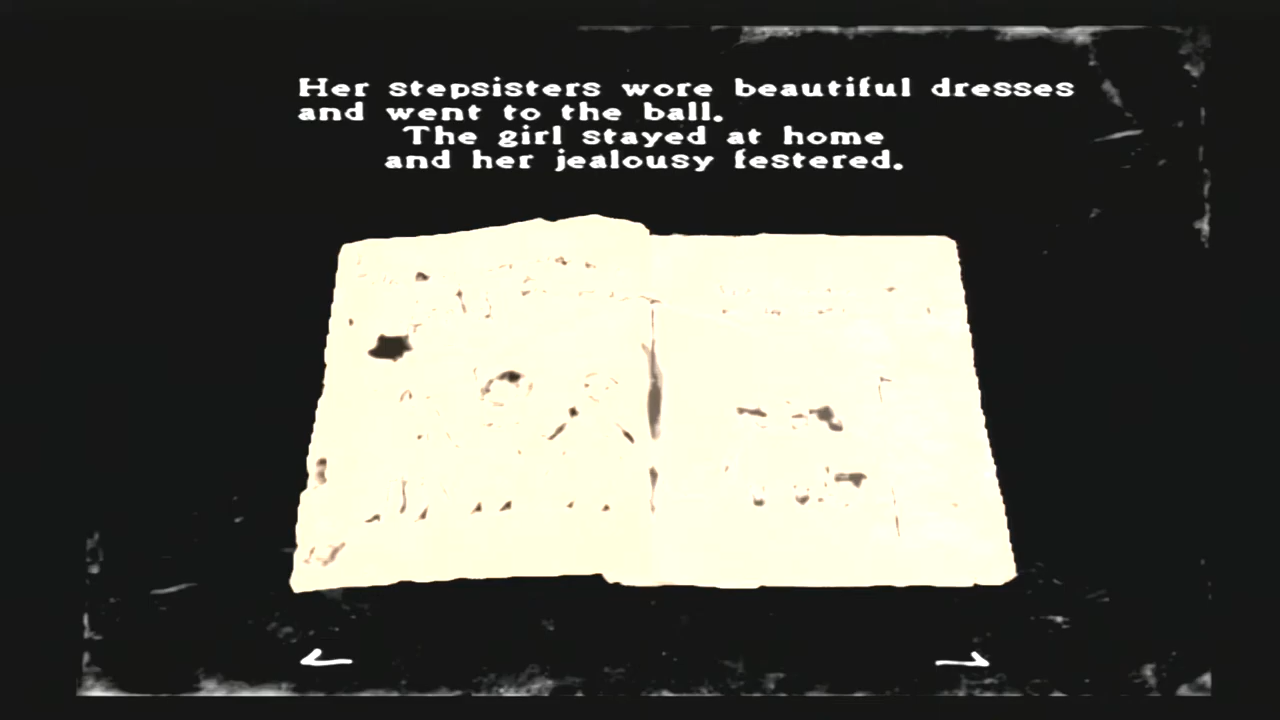 Her stepsisters wore beautiful dresses
and went to the ball.
The girl stayed at home
and her jealousy festered.